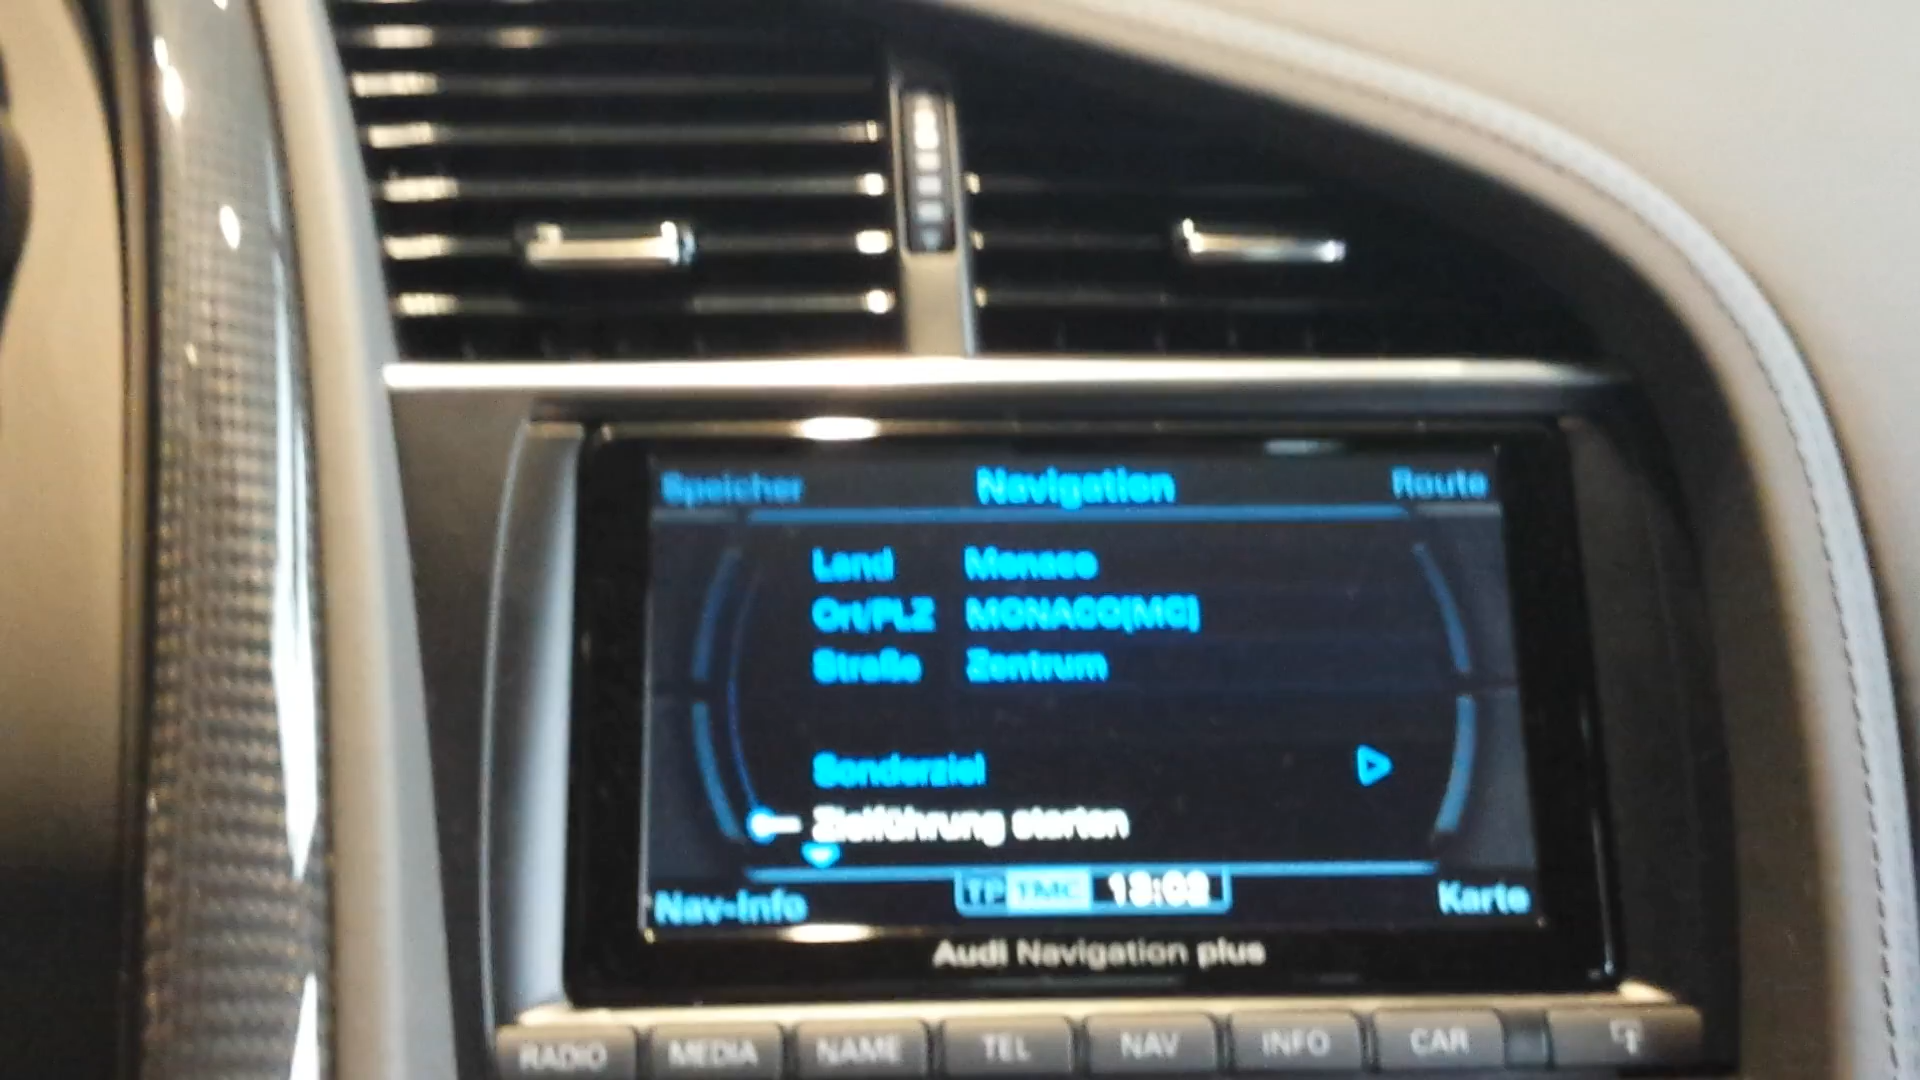 Speicher Navigation Route
Land Monaco
Ort/PLZ MONACO[MC]
Straße Zentrum
Sonderziel
Zielführung starten
Nav-Info TP TMC 13:02 Karte
Audi Navigation plus
RADIO MEDIA NAME TEL NAV INFO CAR